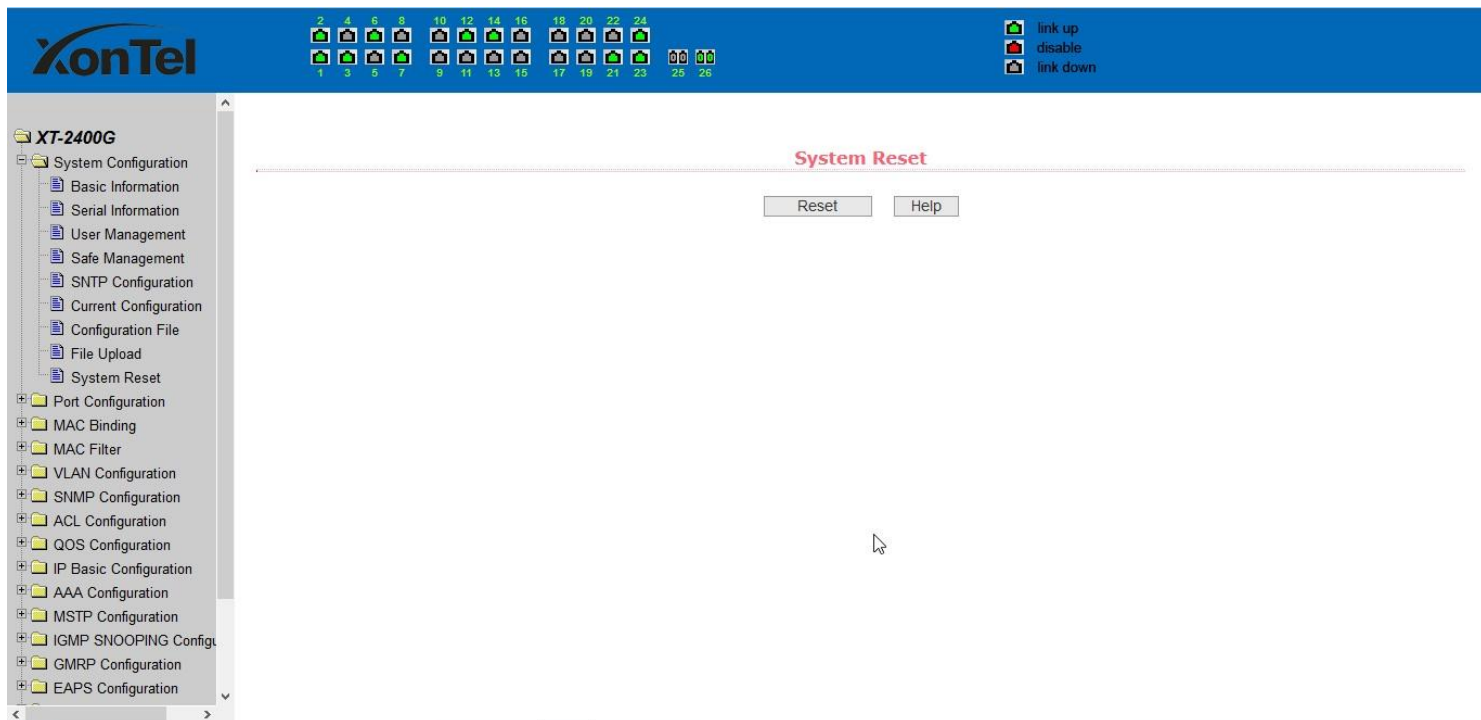 XonTel
2 4 6 8 10 12 14 16 18 20 22 24
1 3 5 7 9 11 13 15 17 19 21 23 25 26
link up
disable
link down
XT-2400G
System Configuration
Basic Information
Serial Information
User Management
Safe Management
SNTP Configuration
Current Configuration
Configuration File
File Upload
System Reset
Port Configuration
MAC Binding
MAC Filter
VLAN Configuration
SNMP Configuration
ACL Configuration
QOS Configuration
IP Basic Configuration
AAA Configuration
MSTP Configuration
IGMP SNOOPING Configu
GMRP Configuration
EAPS Configuration
System Reset
Reset Help